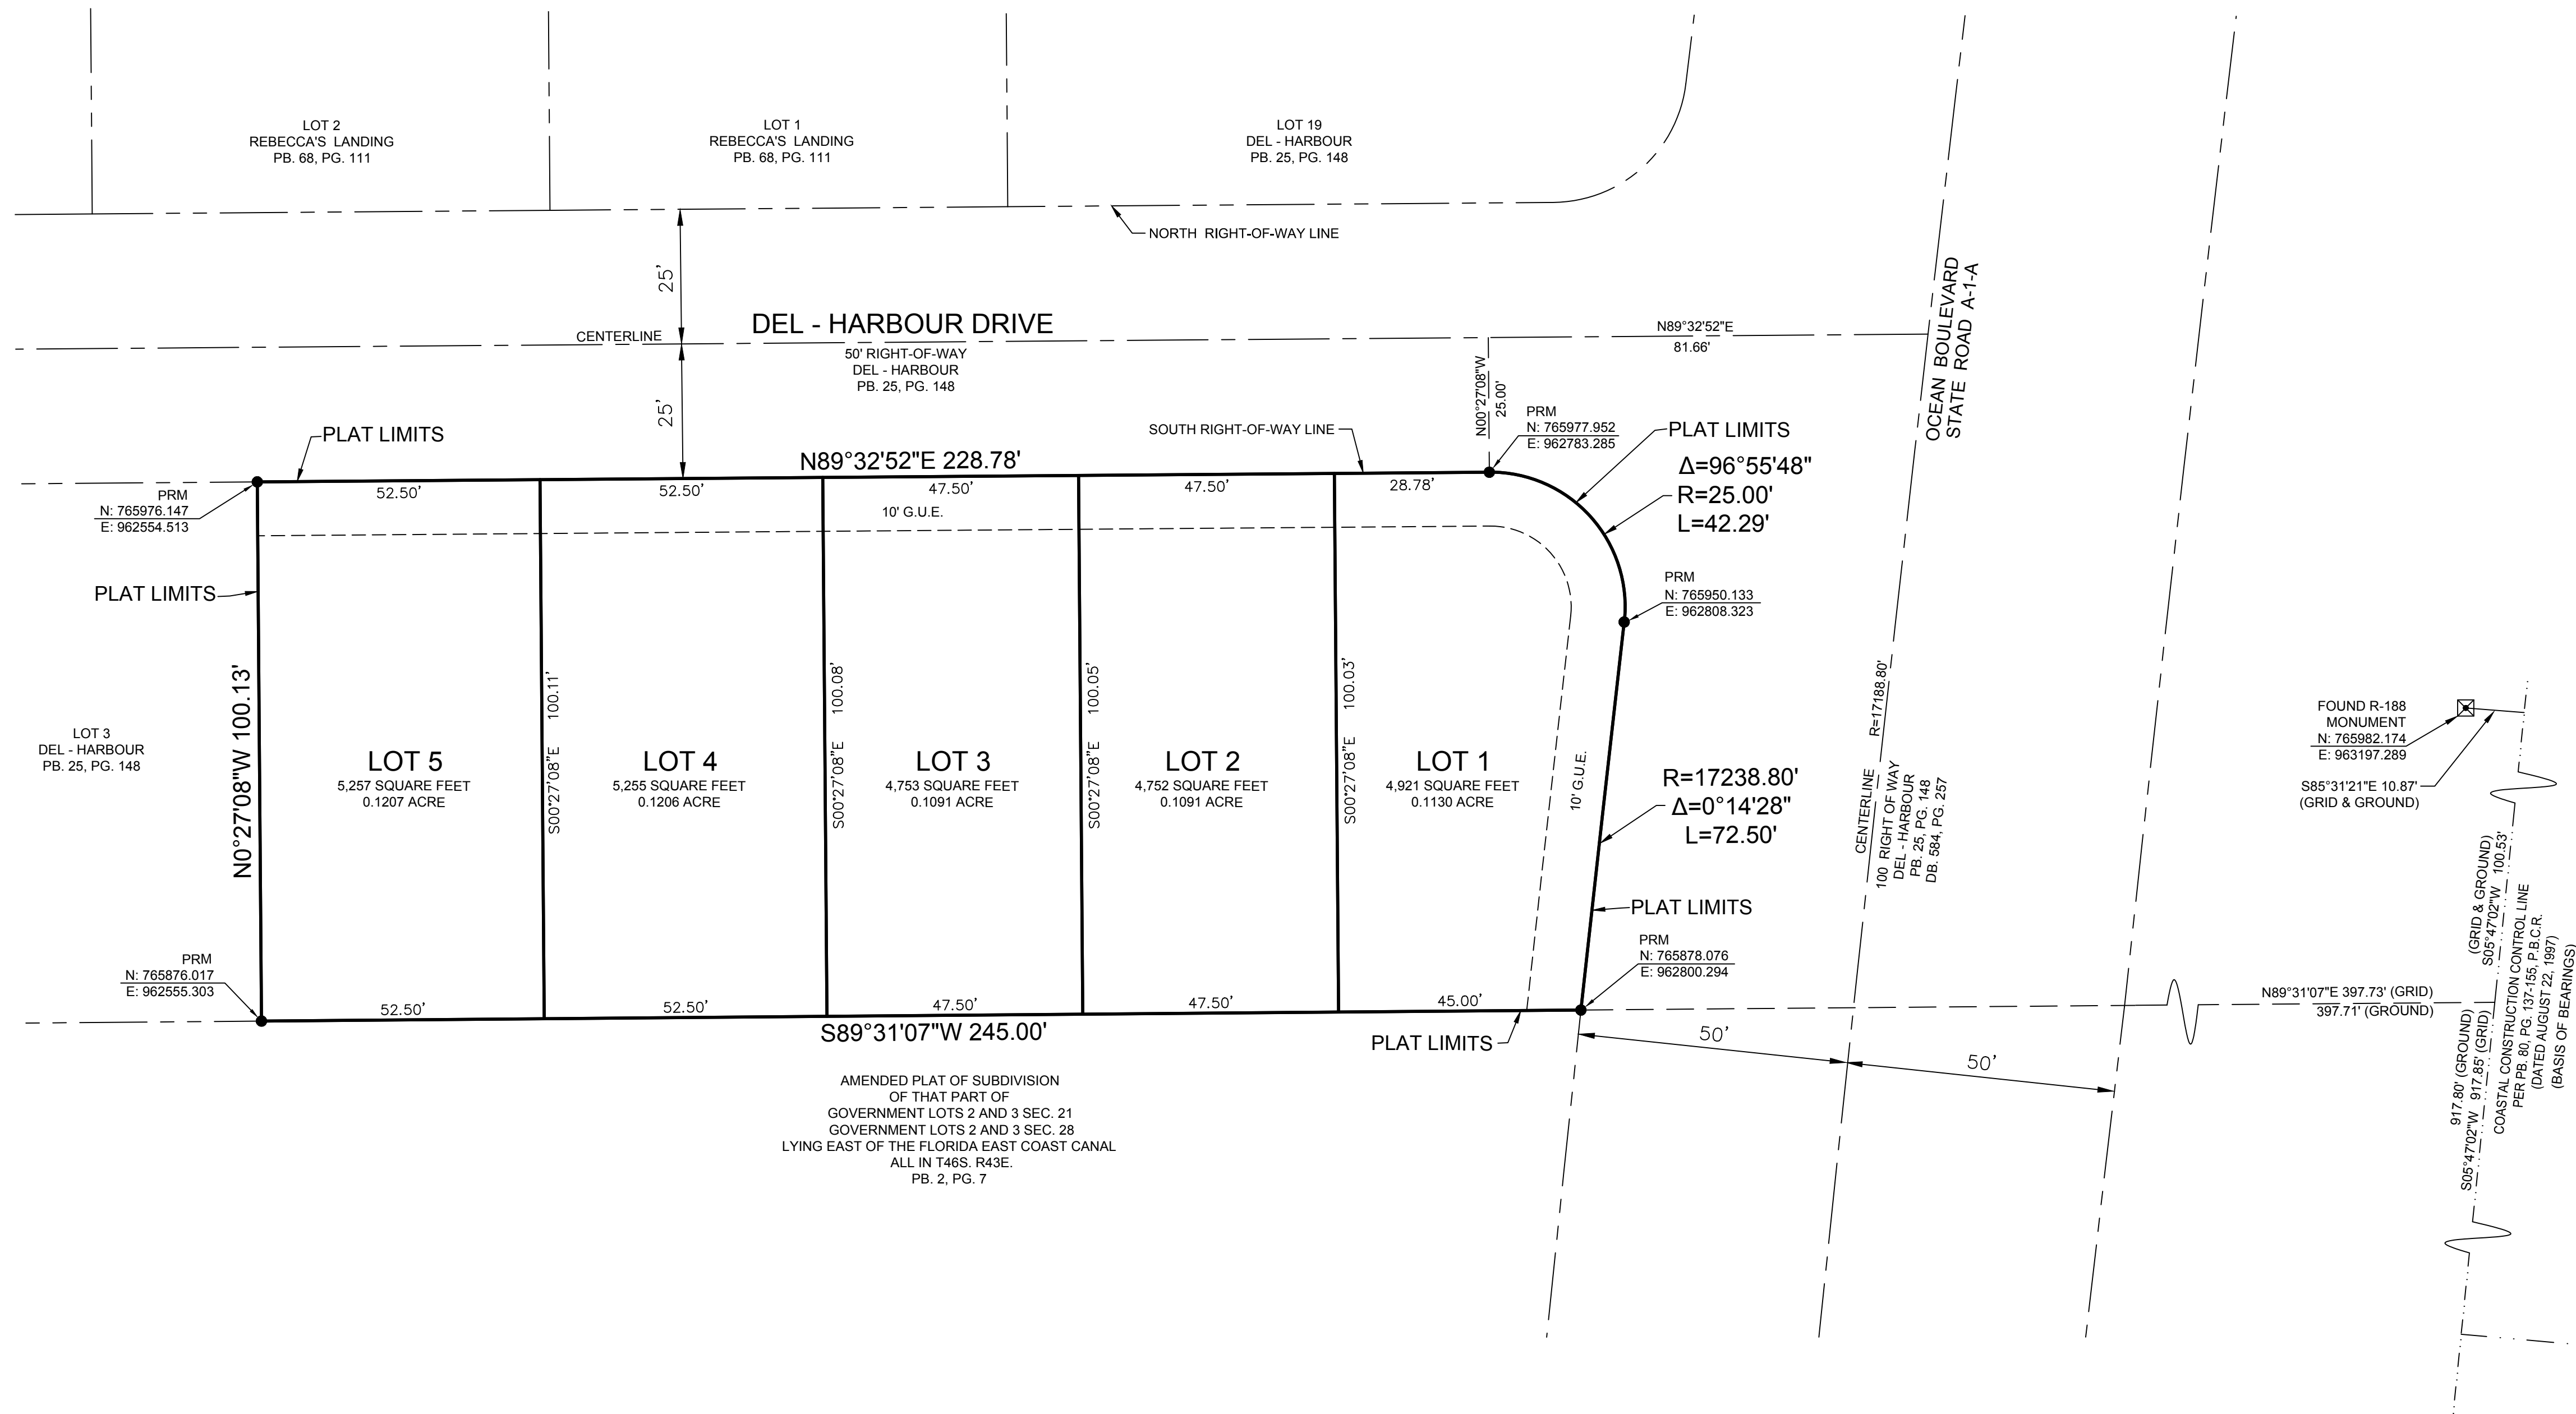 LOT 2
REBECCA'S LANDING
PB. 68, PG. 111
LOT 1
REBECCA'S LANDING
PB. 68, PG. 111
LOT 19
DEL - HARBOUR
PB. 25, PG. 148
NORTH RIGHT-OF-WAY LINE
25'
CENTERLINE
DEL - HARBOUR DRIVE
50' RIGHT-OF-WAY
DEL - HARBOUR
PB. 25, PG. 148
25'
N89°32'52"E
81.66'
N00°27'08"W
25.00'
OCEAN BOULEVARD
STATE ROAD A-1-A
PLAT LIMITS
SOUTH RIGHT-OF-WAY LINE
PRM
N: 765977.952
E: 962783.285
PLAT LIMITS
Δ=96°55'48"
R=25.00'
L=42.29'
N89°32'52"E 228.78'
PRM
N: 765976.147
E: 962554.513
52.50'
52.50'
47.50'
47.50'
28.78'
10' G.U.E.
PLAT LIMITS
PRM
N: 765950.133
E: 962808.323
N0°27'08"W 100.13'
S00°27'08"E 100.11'
S00°27'08"E 100.08'
S00°27'08"E 100.05'
S00°27'08"E 100.03'
LOT 3
DEL - HARBOUR
PB. 25, PG. 148
LOT 5
5,257 SQUARE FEET
0.1207 ACRE
LOT 4
5,255 SQUARE FEET
0.1206 ACRE
LOT 3
4,753 SQUARE FEET
0.1091 ACRE
LOT 2
4,752 SQUARE FEET
0.1091 ACRE
LOT 1
4,921 SQUARE FEET
0.1130 ACRE
10' G.U.E.
R=17238.80'
Δ=0°14'28"
L=72.50'
CENTERLINE R=17188.80'
100 RIGHT OF WAY
DEL - HARBOUR
PB. 25, PG. 148
DB. 584, PG. 257
FOUND R-188
MONUMENT
N: 765982.174
E: 963197.289
S85°31'21"E 10.87'
(GRID & GROUND)
(GRID & GROUND)
S05°47'02"W 100.53'
COASTAL CONSTRUCTION CONTROL LINE
PER PB. 80, PG. 137-155, P.B.C.R.
(DATED AUGUST 22, 1997)
(BASIS OF BEARINGS)
PLAT LIMITS
PRM
N: 765878.076
E: 962800.294
PRM
N: 765876.017
E: 962555.303
52.50'
52.50'
47.50'
47.50'
45.00'
S89°31'07"W 245.00'
PLAT LIMITS
50'
50'
N89°31'07"E 397.73' (GRID)
397.71' (GROUND)
917.80' (GROUND)
S05°47'02"W 917.85' (GRID)
AMENDED PLAT OF SUBDIVISION
OF THAT PART OF
GOVERNMENT LOTS 2 AND 3 SEC. 21
GOVERNMENT LOTS 2 AND 3 SEC. 28
LYING EAST OF THE FLORIDA EAST COAST CANAL
ALL IN T46S. R43E.
PB. 2, PG. 7